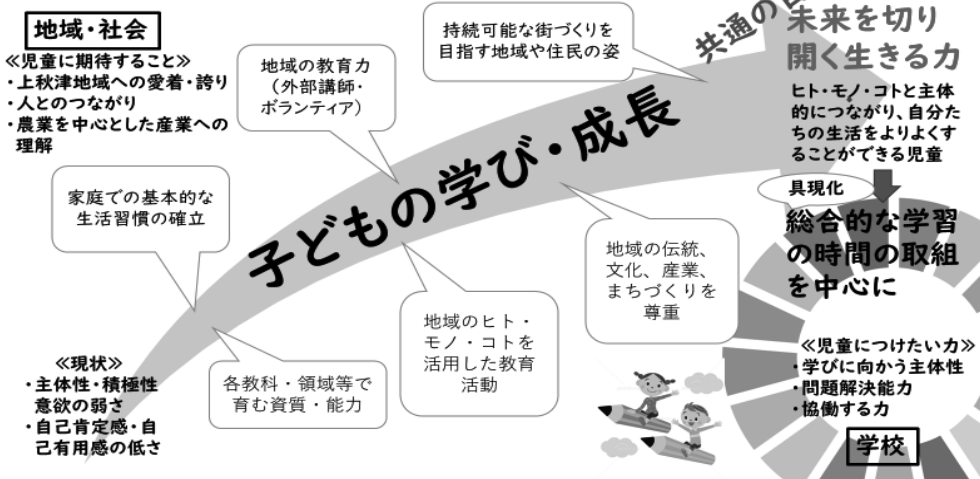 地域・社会
≪児童に期待すること≫
・上秋津地域への愛着・誇り
・人とのつながり
・農業を中心とした産業への
理解
家庭での基本的な
生活習慣の確立
地域の教育力
（外部講師・
ボランティア）
持続可能な街づくりを
目指す地域や住民の姿
共通の
未来を切り
開く生きる力
ヒト・モノ・コトと主体
的につながり、自分た
ちの生活をよりよくす
ることができる児童
具現化
総合的な学習
の時間の取組
を中心に
子どもの学び・成長
≪現状≫
・主体性・積極性
意欲の弱さ
・自己肯定感・自
己有用感の低さ
各教科・領域等で
育む資質・能力
地域のヒト・
モノ・コトを
活用した教育
活動
地域の伝統、
文化、産業、
まちづくりを
尊重
≪児童につけたい力≫
・学びに向かう主体性
・問題解決能力
・協働する力
学校